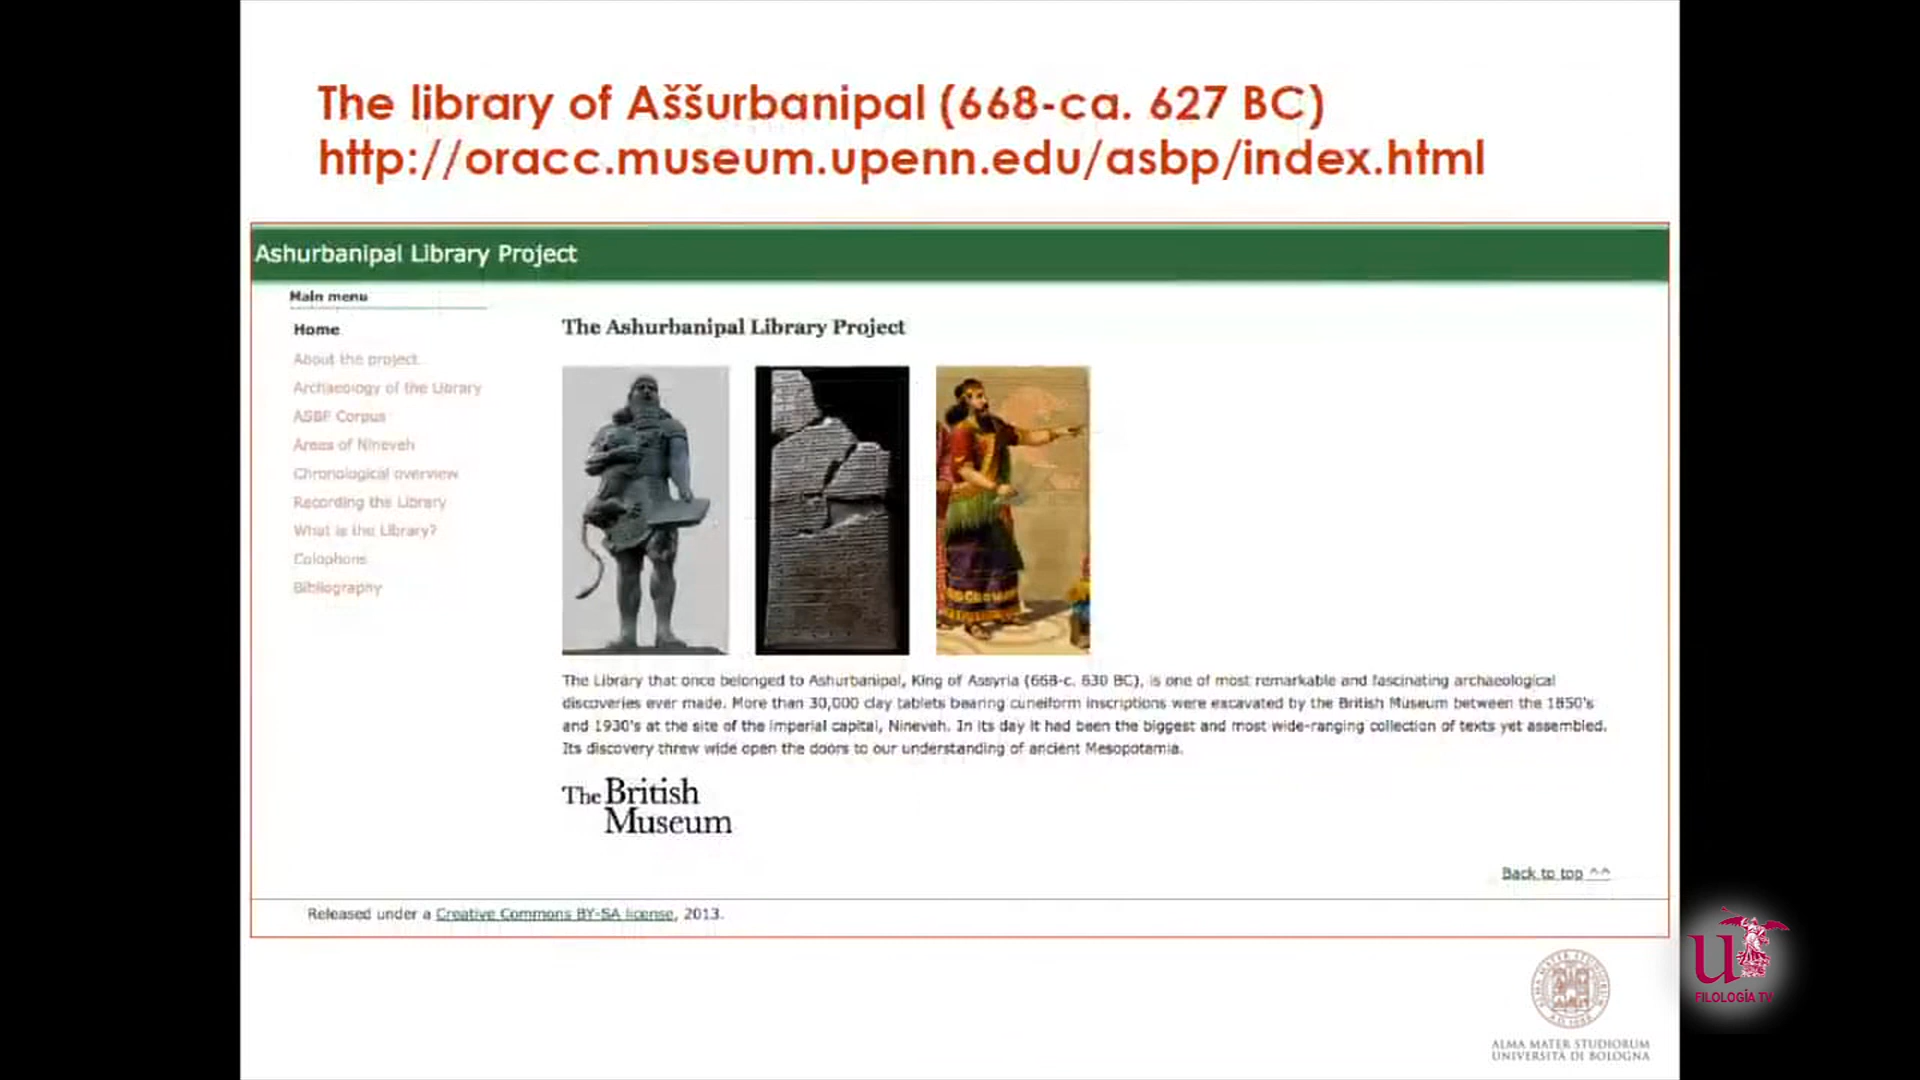 The library of Aššurbanipal (668-ca. 627 BC)
http://oracc.museum.upenn.edu/asbp/index.html
Ashurbanipal Library Project
Main menu
Home
About the project
Archaeology of the Library
ASBP Corpus
Areas of Nineveh
Chronological overview
Recording the Library
What is the Library?
Colophons
Bibliography
The Ashurbanipal Library Project
The Library that once belonged to Ashurbanipal, King of Assyria (668-c. 630 BC), is one of most remarkable and fascinating archaeological
discoveries ever made. More than 30,000 clay tablets bearing cuneiform inscriptions were excavated by the British Museum between the 1850's
and 1930's at the site of the imperial capital, Nineveh. In its day it had been the biggest and most wide-ranging collection of texts yet assembled.
Its discovery threw wide open the doors to our understanding of ancient Mesopotamia.
The British
Museum
Back to top ^^
Released under a Creative Commons BY-SA license, 2013.
u
FILOLOGÍA TV
ALMA MATER STUDIORUM
UNIVERSITÀ DI BOLOGNA